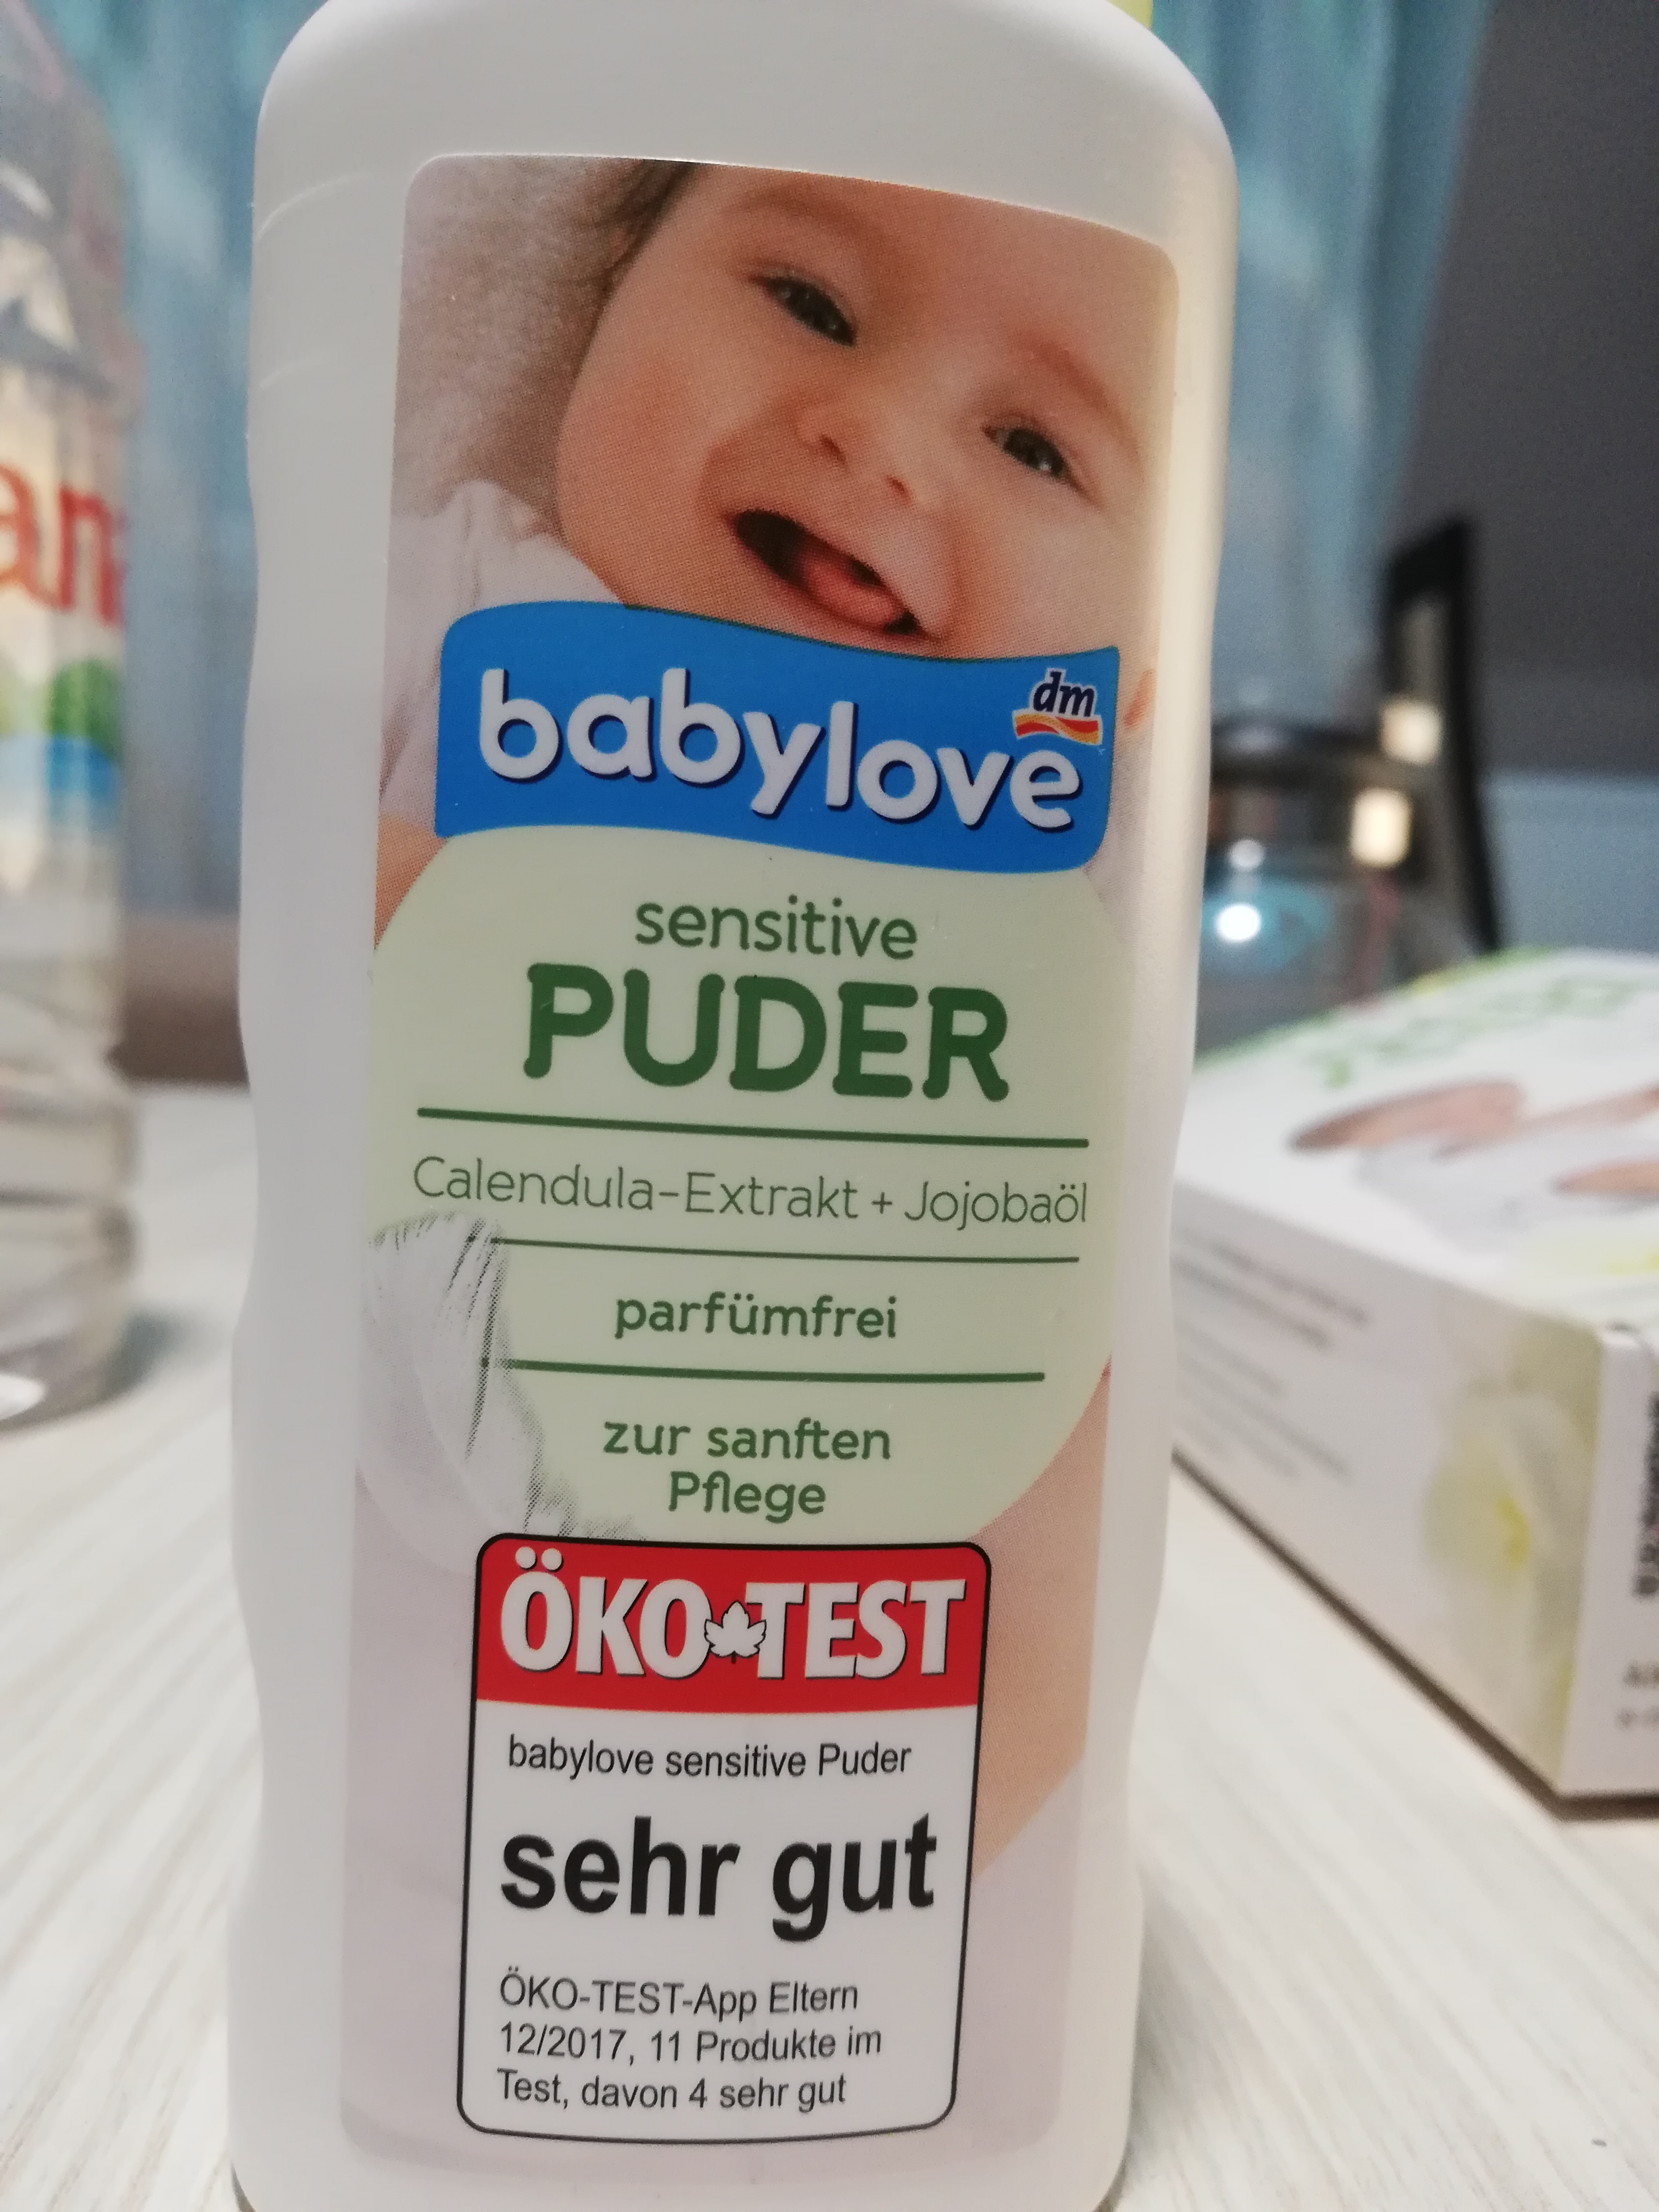 dm
babylove
sensitive
PUDER
Calendula-Extrakt + Jojobaöl
parfümfrei
zur sanften
Pflege
ÖKO TEST
babylove sensitive Puder
sehr gut
ÖKO-TEST-App Eltern
12/2017, 11 Produkte im
Test, davon 4 sehr gut